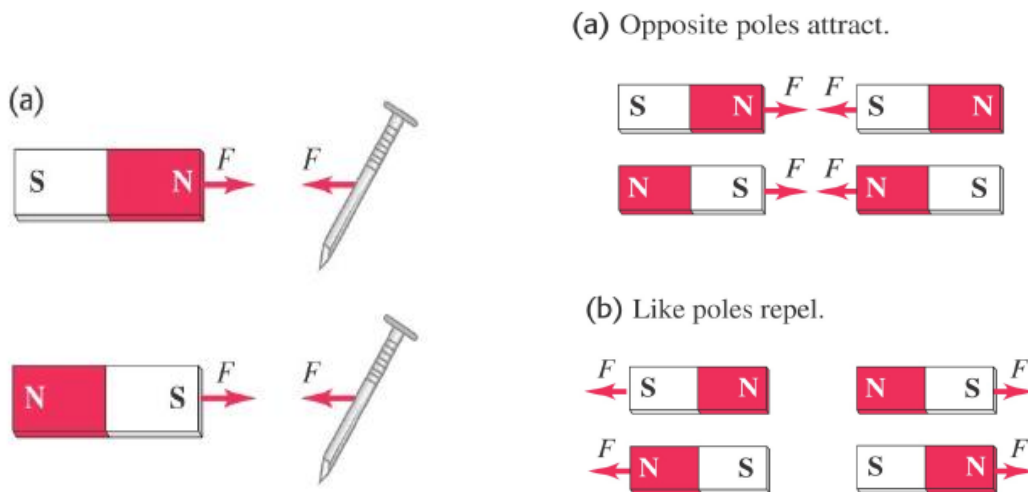 (a)
S N F F
N S F F
(a) Opposite poles attract.
S N F F S N
N S F F N S
(b) Like poles repel.
F S N N S F
F N S S N F